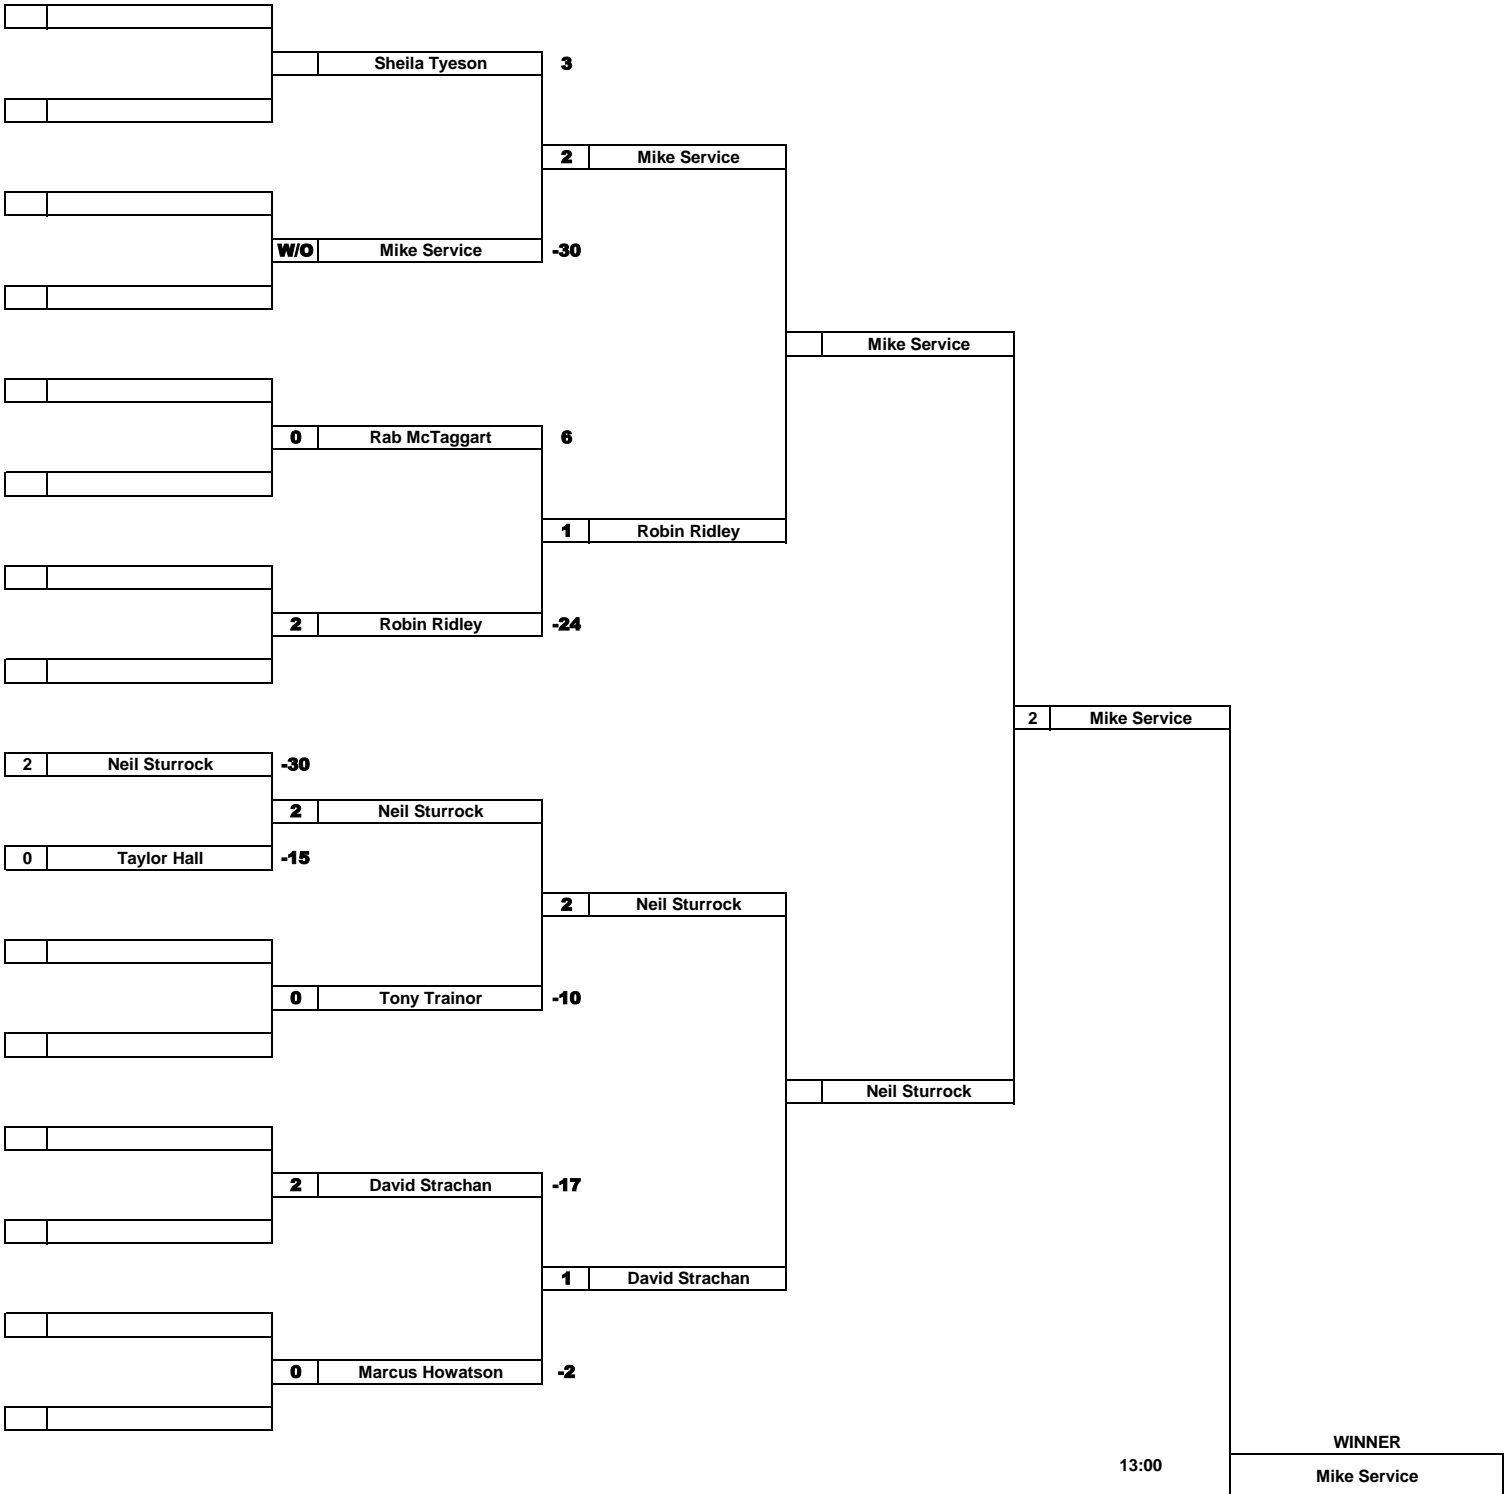 Sheila Tyeson 3
2 Mike Service
W/O Mike Service -30
Mike Service
0 Rab McTaggart 6
1 Robin Ridley
2 Robin Ridley -24
2 Mike Service
2 Neil Sturrock -30
2 Neil Sturrock
0 Taylor Hall -15
2 Neil Sturrock
0 Tony Trainor -10
Neil Sturrock
2 David Strachan -17
1 David Strachan
0 Marcus Howatson -2
WINNER
13:00
Mike Service